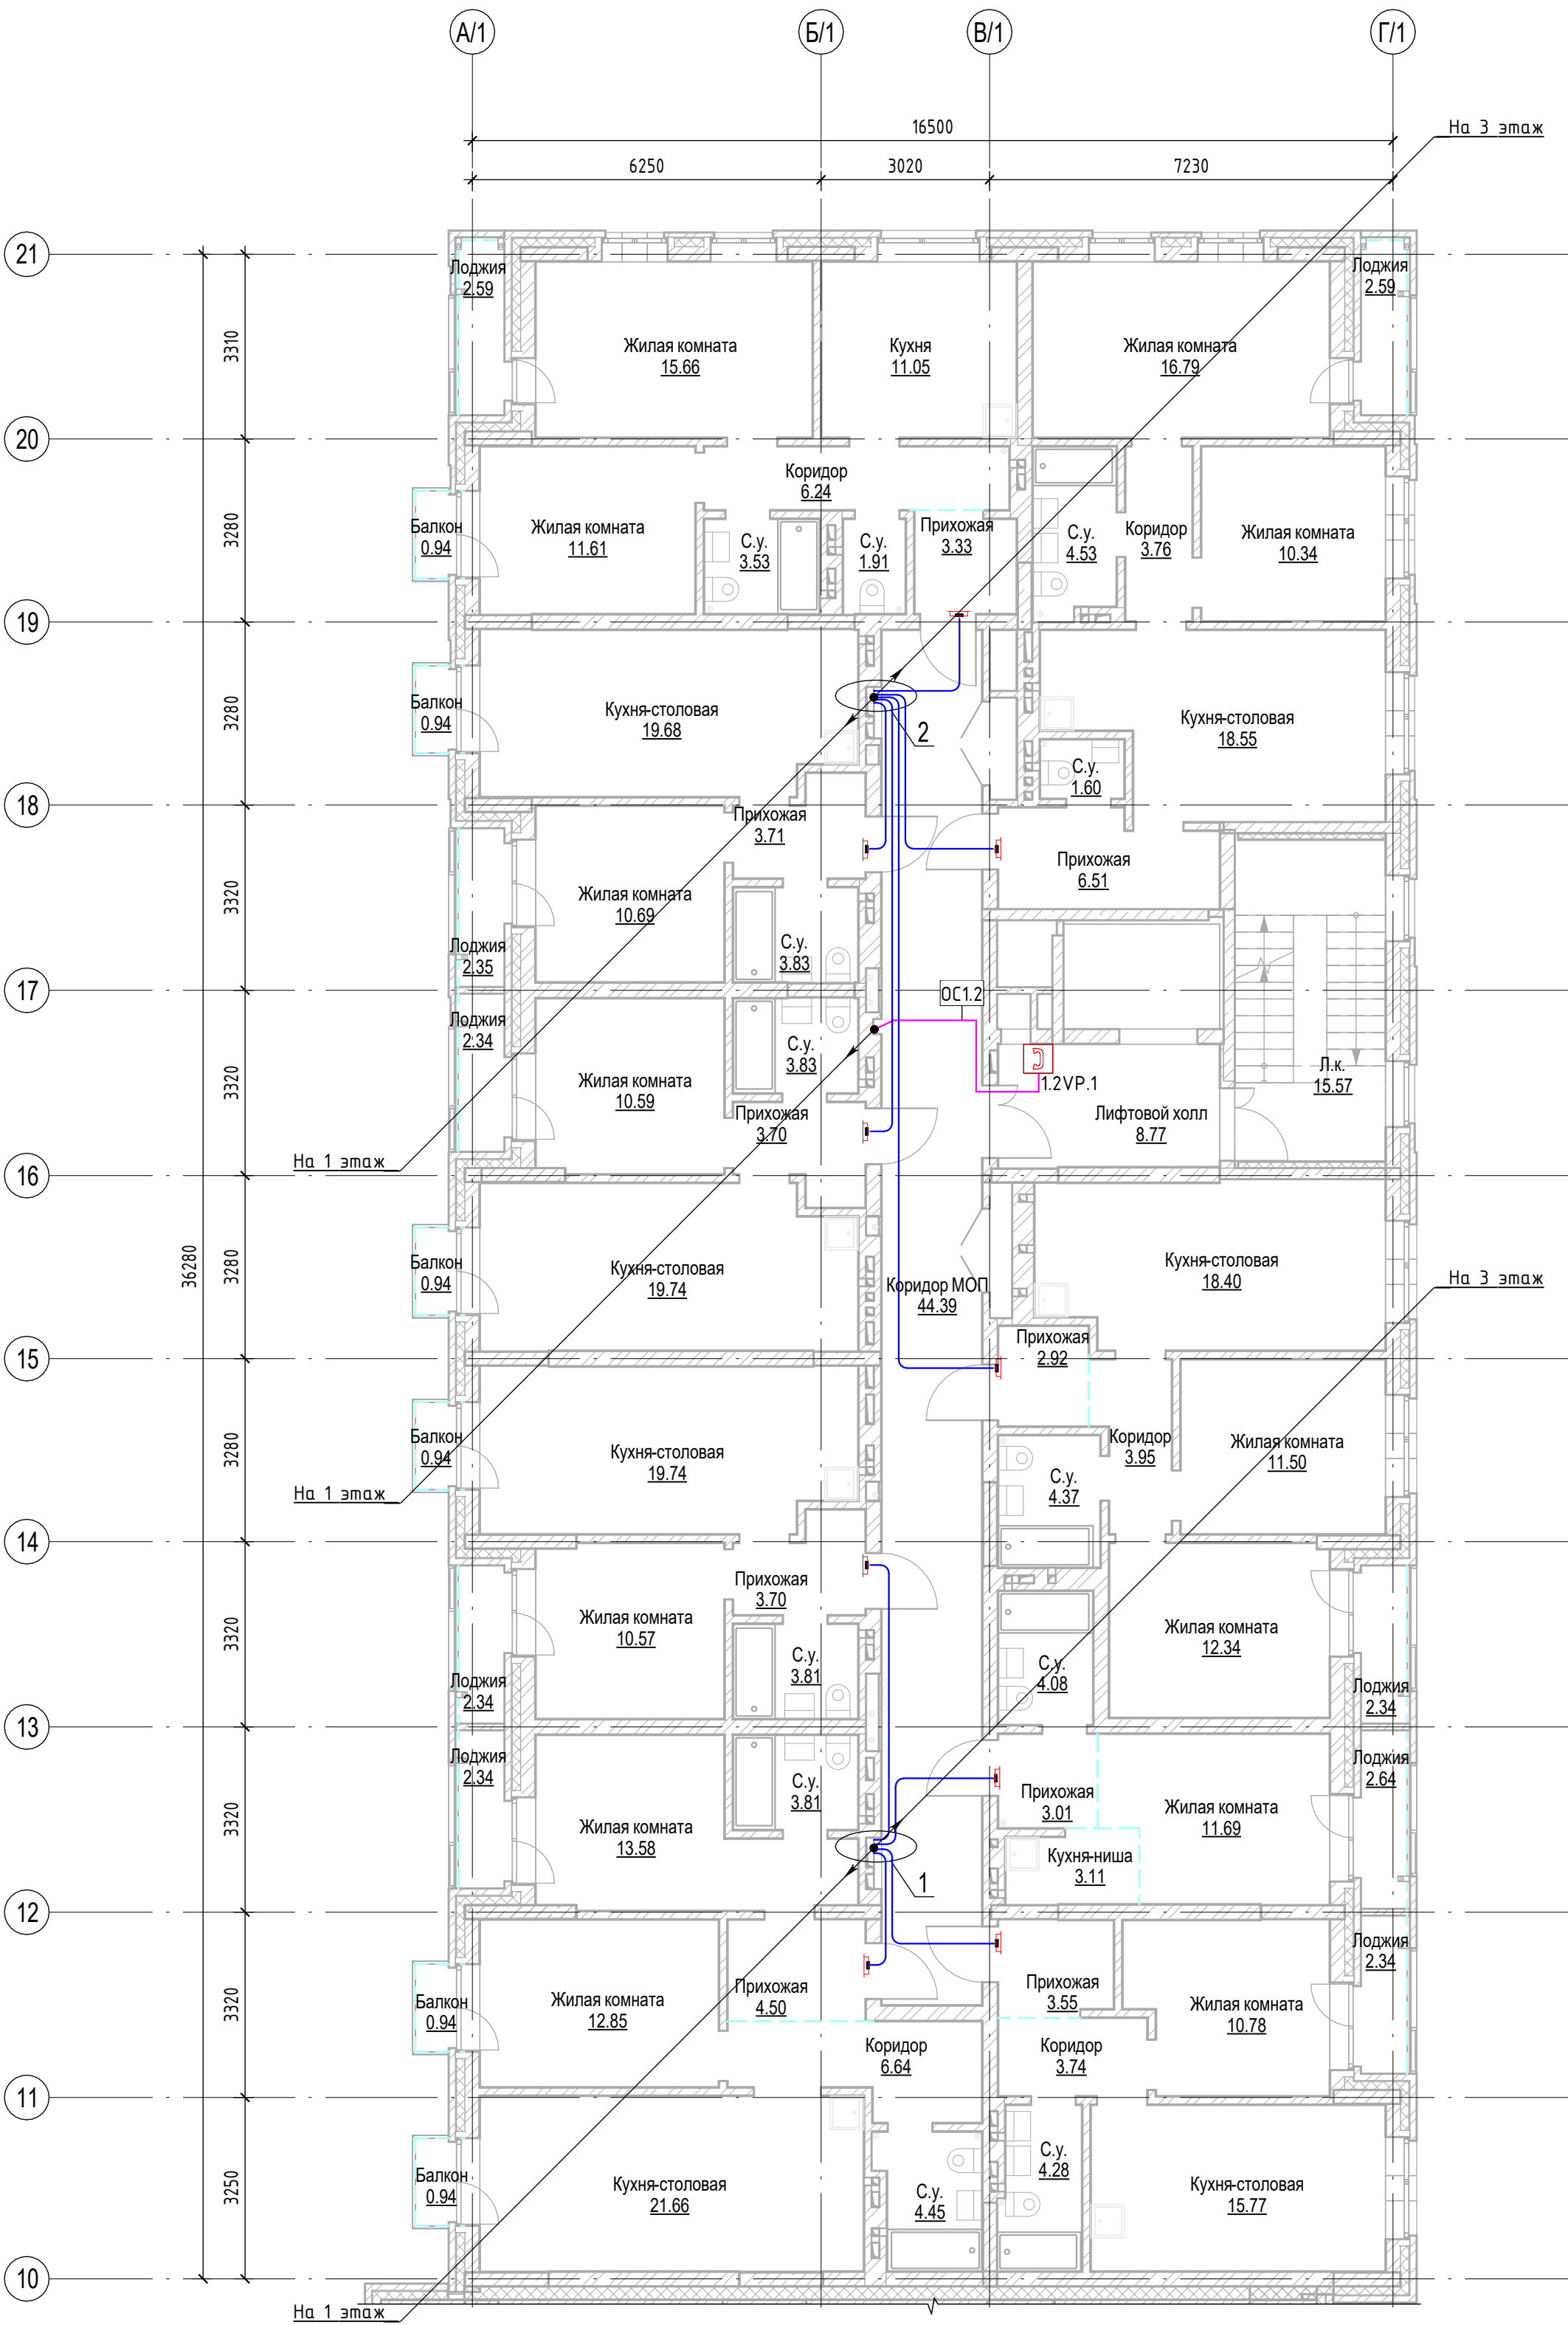 А/1
Б/1
В/1
Г/1
16500
На 3 этаж
6250
3020
7230
21
Лоджия
2.59
Лоджия
2.59
3310
Жилая комната
15.66
Кухня
11.05
Жилая комната
16.79
20
Коридор
6.24
3280
Балкон
0.94
Жилая комната
11.61
С.у.
3.53
С.у.
1.91
Прихожая
3.33
С.у.
4.53
Коридор
3.76
Жилая комната
10.34
19
3280
Балкон
0.94
Кухня-столовая
19.68
2
Кухня-столовая
18.55
С.у.
1.60
18
Прихожая
3.71
Прихожая
6.51
3320
Жилая комната
10.69
Лоджия
2.35
С.у.
3.83
17
ОС1.2
Лоджия
2.34
С.у.
3.83
3320
Жилая комната
10.59
1.2VP.1
Л.к.
15.57
Прихожая
3.70
Лифтовой холл
8.77
На 1 этаж
16
36280
3280
Балкон
0.94
Кухня-столовая
19.74
Коридор МОП
44.39
Кухня-столовая
18.40
На 3 этаж
15
Прихожая
2.92
3280
Балкон
0.94
Кухня-столовая
19.74
Коридор
3.95
Жилая комната
11.50
С.у.
4.37
На 1 этаж
14
Прихожая
3.70
3320
Жилая комната
10.57
Жилая комната
12.34
С.у.
3.81
С.у.
4.08
Лоджия
2.34
Лоджия
2.34
13
Лоджия
2.34
Лоджия
2.64
С.у.
3.81
Прихожая
3.01
3320
Жилая комната
13.58
Жилая комната
11.69
Кухня-ниша
3.11
1
12
Лоджия
2.34
3320
Балкон
0.94
Жилая комната
12.85
Прихожая
4.50
Прихожая
3.55
Жилая комната
10.78
Коридор
6.64
Коридор
3.74
11
3250
Балкон
0.94
Кухня-столовая
21.66
С.у.
4.45
С.у.
4.28
Кухня-столовая
15.77
10
На 1 этаж